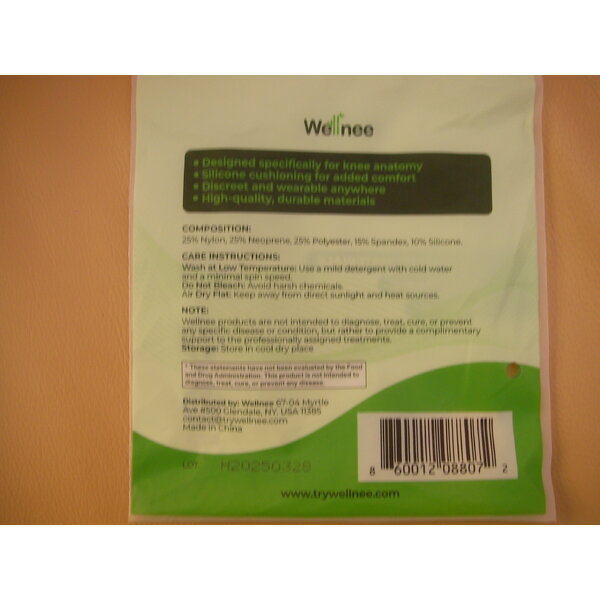 Wellnee
• Designed specifically for knee anatomy
• Silicone cushioning for added comfort
• Discreet and wearable anywhere
• High-quality, durable materials
COMPOSITION:
25% Nylon, 25% Neoprene, 25% Polyester, 15% Spandex, 10% Silicone.
CARE INSTRUCTIONS:
Wash at Low Temperature: Use a mild detergent with cold water
and a minimal spin speed.
Do Not Bleach: Avoid harsh chemicals.
Air Dry Flat: Keep away from direct sunlight and heat sources.
NOTE:
Wellnee products are not intended to diagnose, treat, cure, or prevent
any specific disease or condition, but rather to provide a complimentary
support to the professionally assigned treatments.
Storage: Store in cool dry place
* These statements have not been evaluated by the Food
and Drug Administration. This product is not intended to
diagnose, treat, cure, or prevent any disease.
Distributed by: Wellnee 67-04 Myrtle
Ave #500 Glendale, NY, USA 11385
contact@trywellnee.com
Made in China
LOT H20250328
8 60012 08807 2
www.trywellnee.com